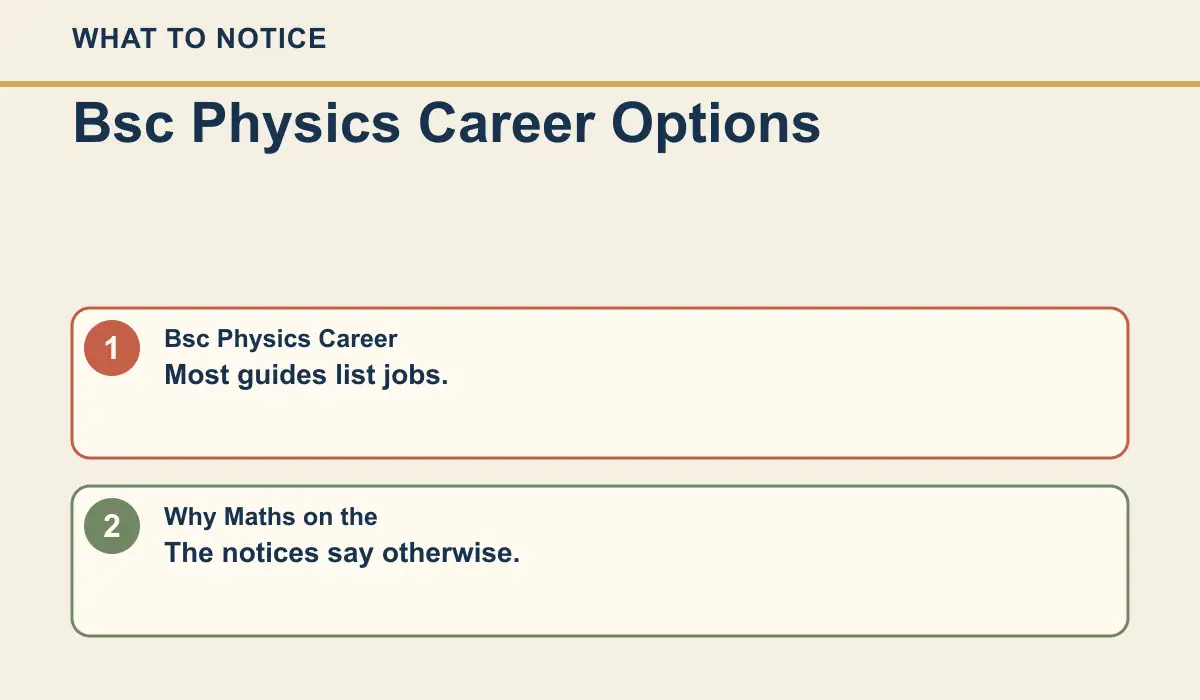 WHAT TO NOTICE
Bsc Physics Career Options
1
Bsc Physics Career
Most guides list jobs.
2
Why Maths on the
The notices say otherwise.